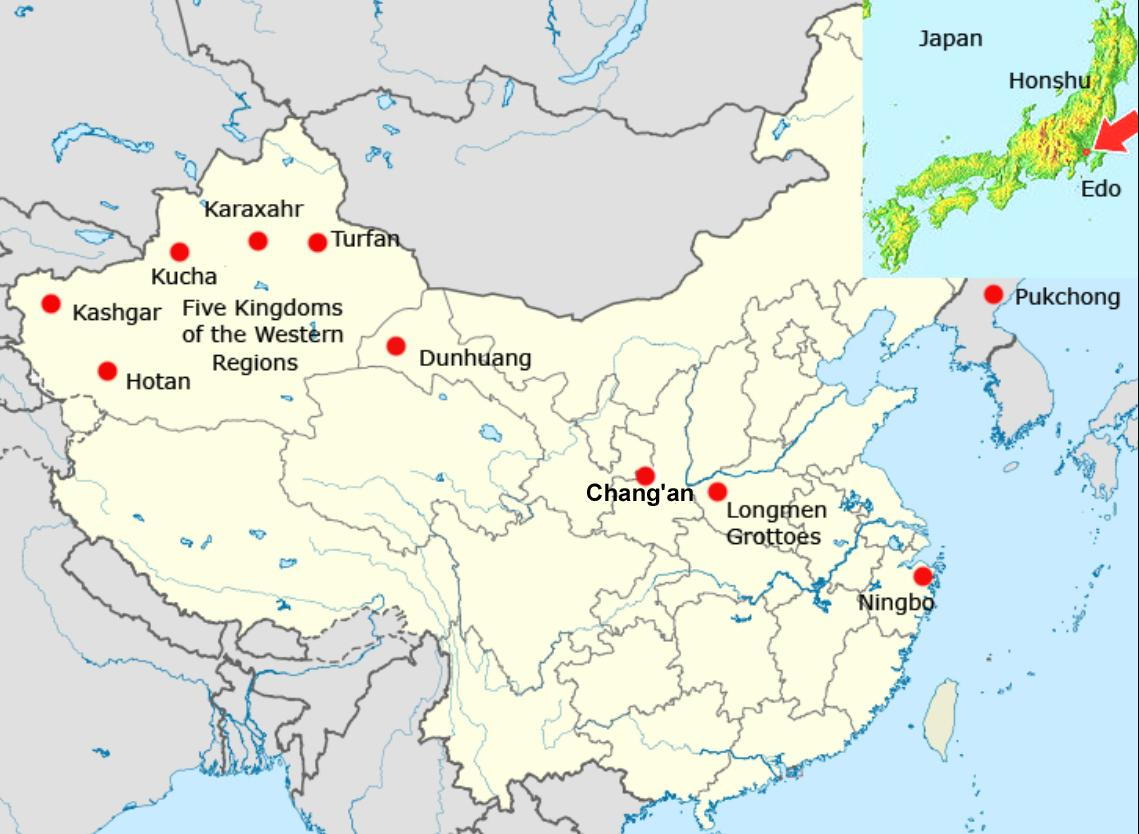 Japan
Honshu
Edo
Karaxahr
Turfan
Kucha
Pukchong
Kashgar
Five Kingdoms
of the Western
Regions
Dunhuang
Hotan
Chang'an
Longmen
Grottoes
Ningbo